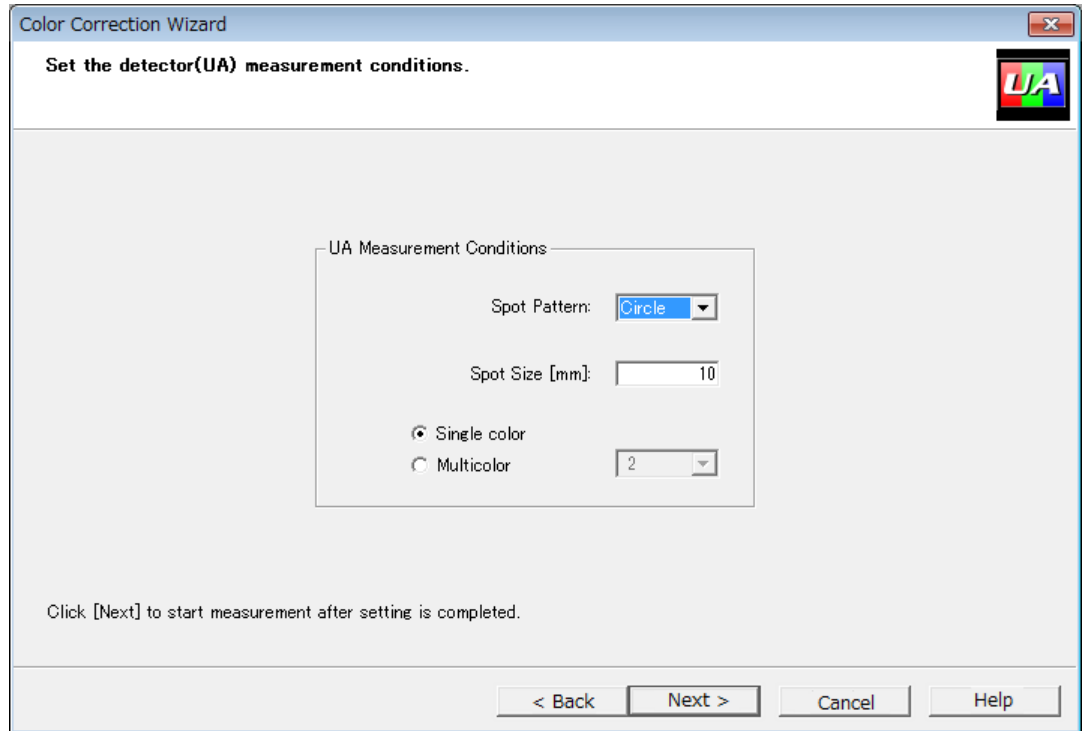 Color Correction Wizard
Set the detector(UA) measurement conditions.
UA
UA Measurement Conditions
Spot Pattern: Circle
Spot Size [mm]: 10
Single color
Multicolor 2
Click [Next] to start measurement after setting is completed.
< Back Next > Cancel Help